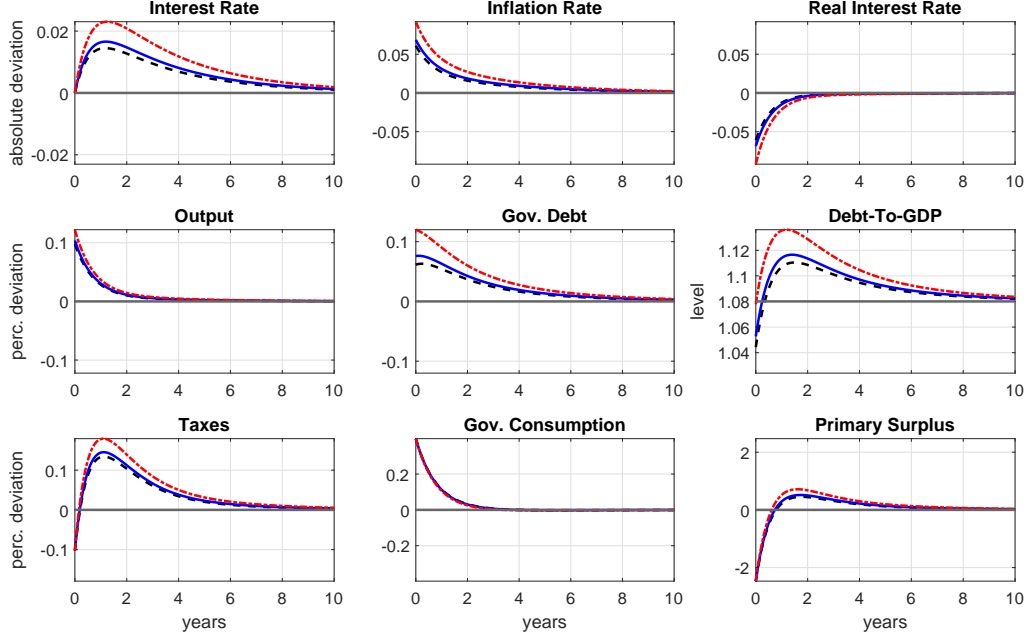 Interest Rate
absolute deviation
0.02
0
-0.02
0 2 4 6 8 10
Inflation Rate
0.05
0
-0.05
0 2 4 6 8 10
Real Interest Rate
0.05
0
-0.05
0 2 4 6 8 10
Output
perc. deviation
0.1
0
-0.1
0 2 4 6 8 10
Gov. Debt
0.1
0
-0.1
0 2 4 6 8 10
Debt-To-GDP
level
1.12
1.1
1.08
1.06
1.04
0 2 4 6 8 10
Taxes
perc. deviation
0.1
0
-0.1
0 2 4 6 8 10
years
Gov. Consumption
0.2
0
-0.2
0 2 4 6 8 10
years
Primary Surplus
2
0
-2
0 2 4 6 8 10
years